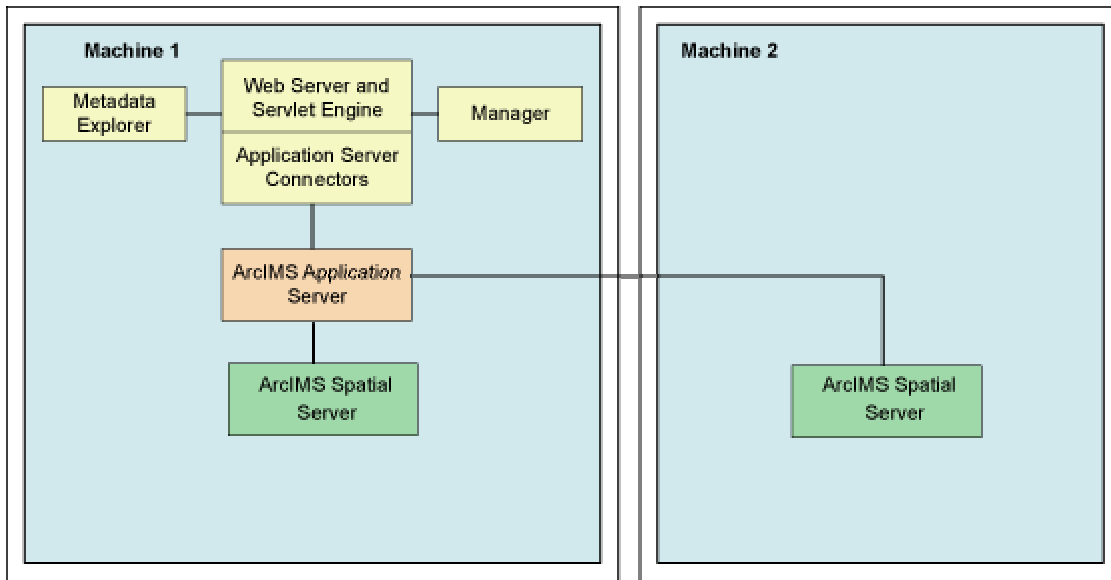 Machine 1
Web Server and
Servlet Engine
Metadata
Explorer
Manager
Application Server
Connectors
ArcIMS Application
Server
ArcIMS Spatial
Server
Machine 2
ArcIMS Spatial
Server